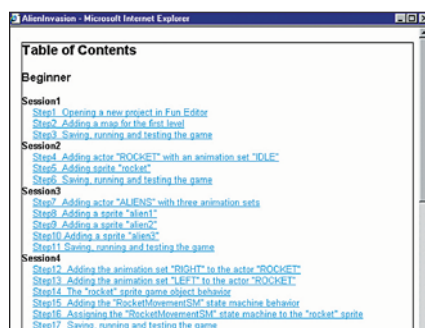 AlienInvasion - Microsoft Internet Explorer
Table of Contents
Beginner
Session1
Step1 Opening a new project in Fun Editor
Step2 Adding a map for the first level
Step3 Saving, running and testing the game
Session2
Step4 Adding actor "ROCKET" with an animation set "IDLE"
Step5 Adding sprite "rocket"
Step6 Saving, running and testing the game
Session3
Step7 Adding actor "ALIENS" with three animation sets
Step8 Adding a sprite "alien1"
Step9 Adding a sprite "alien2"
Step10 Adding a sprite "alien3"
Step11 Saving, running and testing the game
Session4
Step12 Adding the animation set "RIGHT" to the actor "ROCKET"
Step13 Adding the animation set "LEFT" to the actor "ROCKET"
Step14 The "rocket" sprite game object behavior
Step15 Adding the "RocketMovementSM" state machine behavior
Step16 Assigning the "RocketMovementSM" state machine to the "rocket" sprite
Step17 Saving, running and testing the game